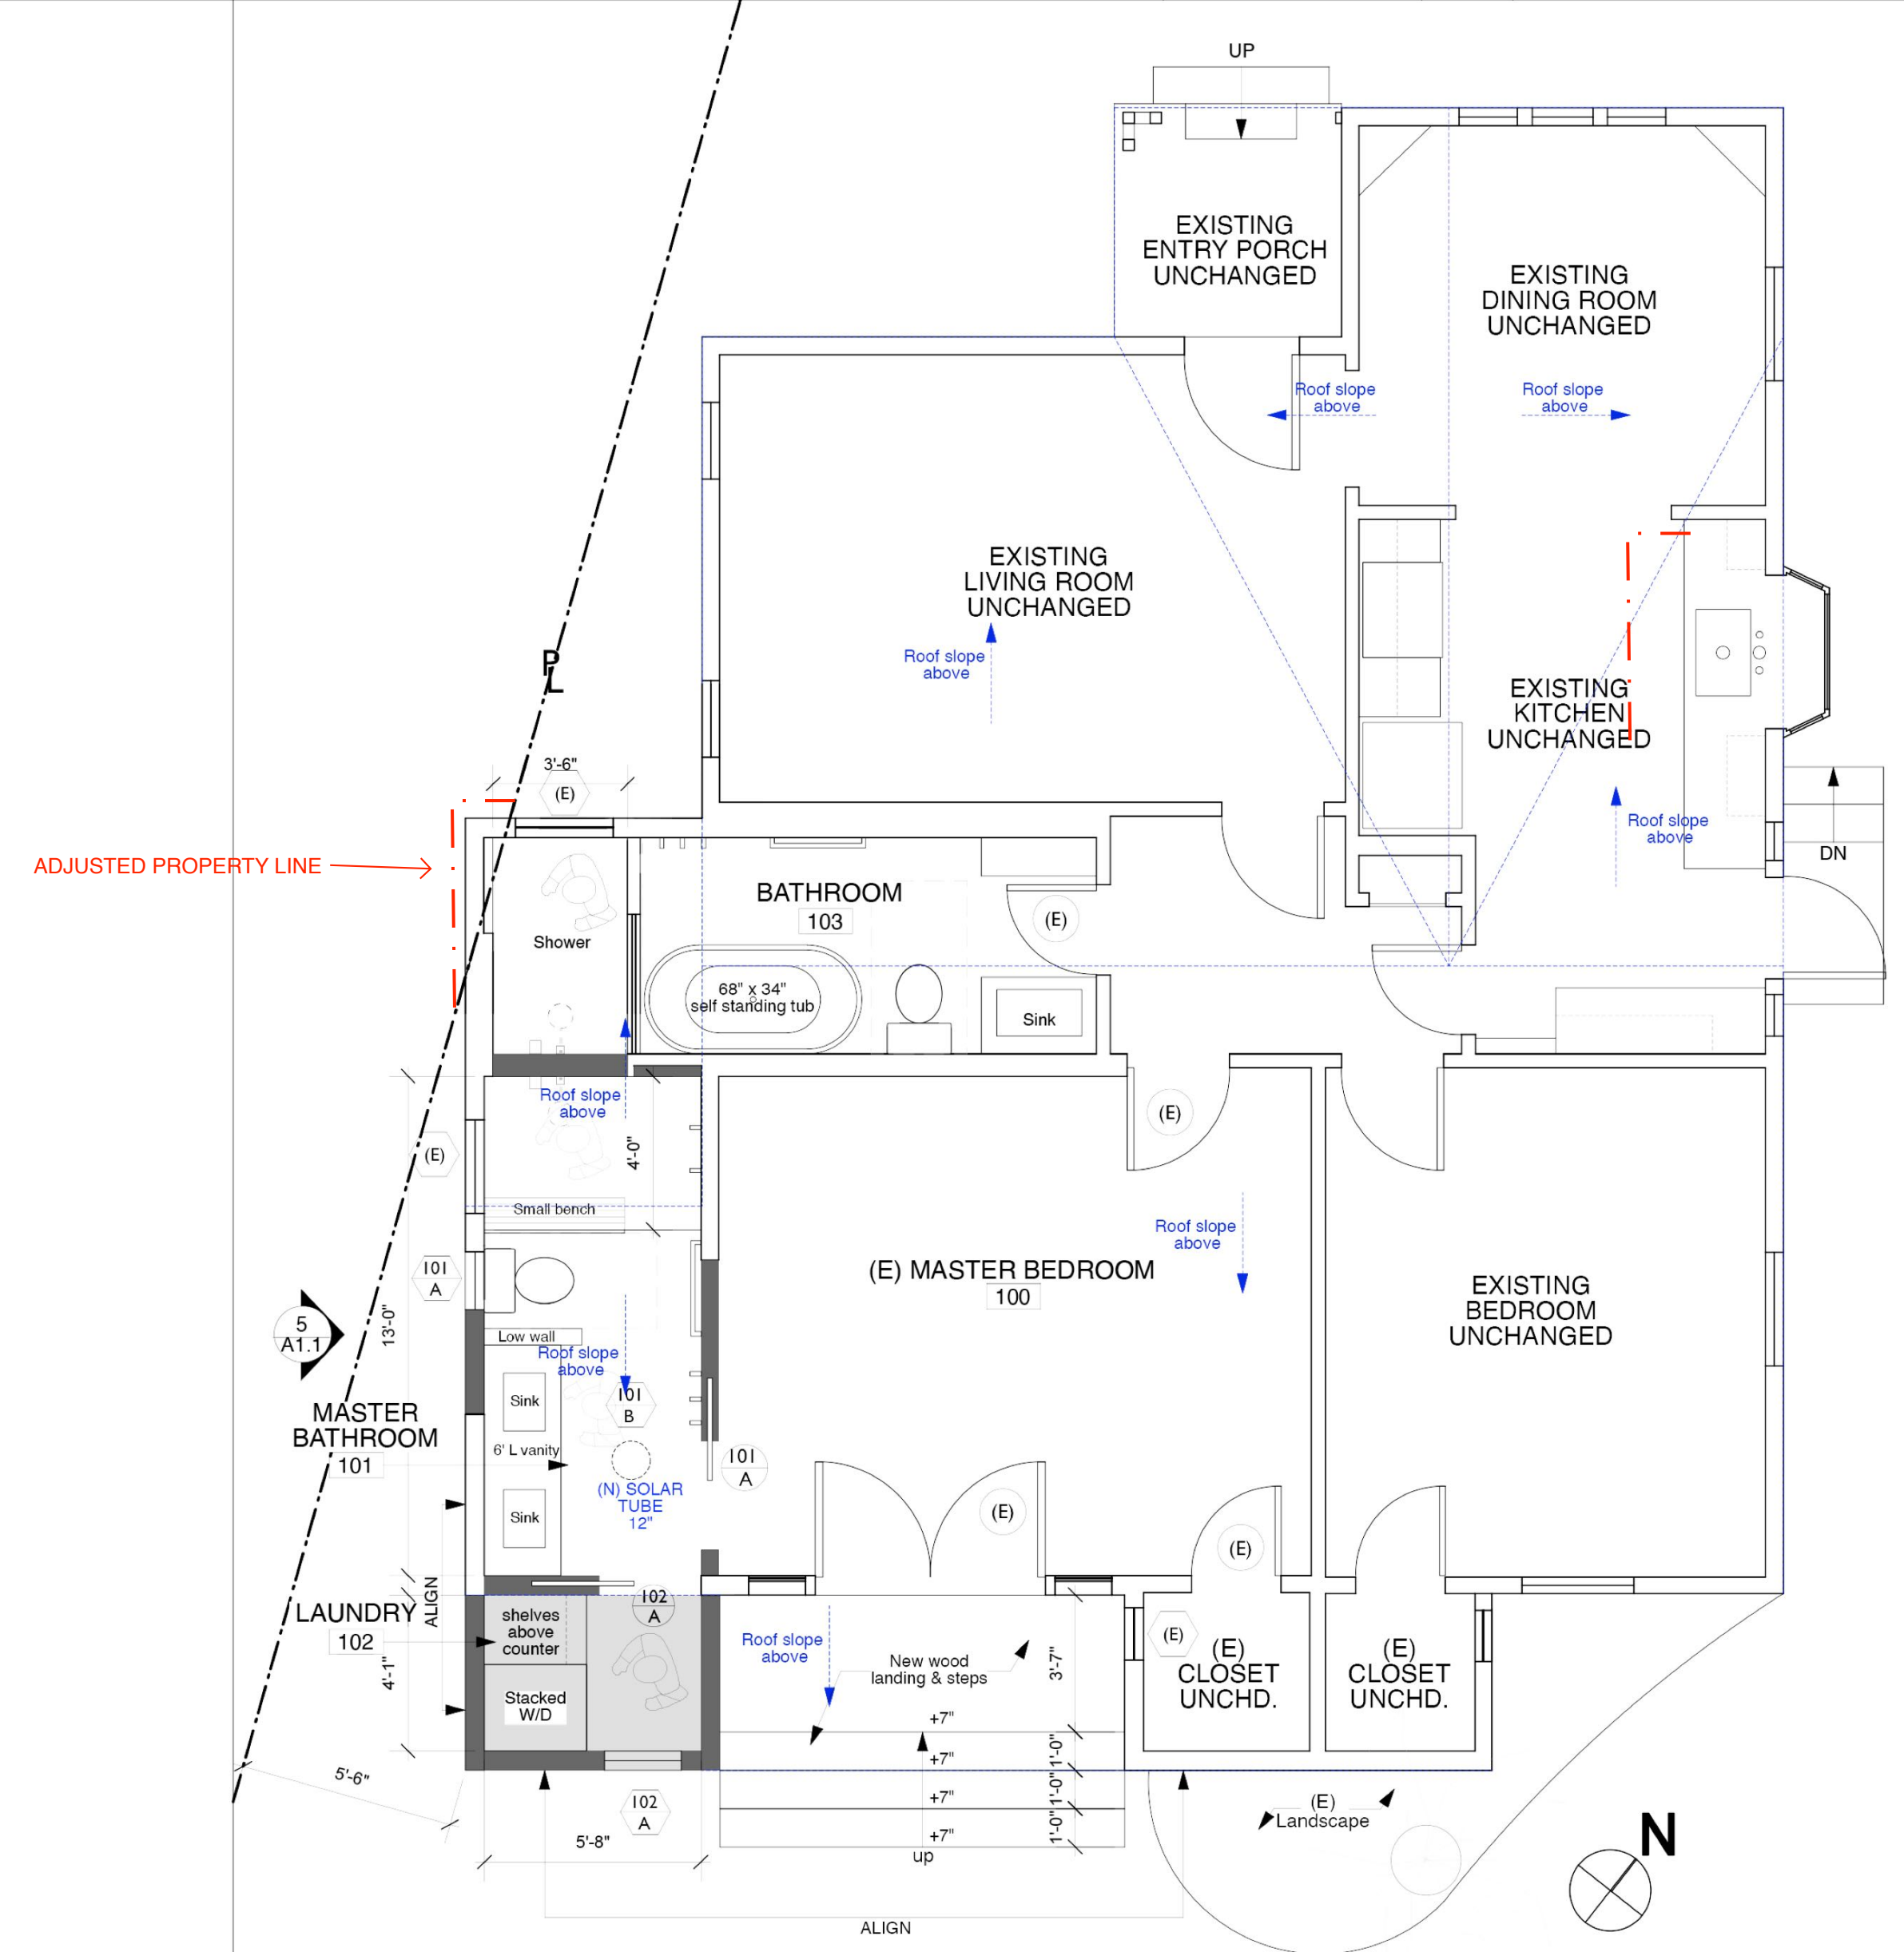 UP
EXISTING
ENTRY PORCH
UNCHANGED
EXISTING
DINING ROOM
UNCHANGED
Roof slope
above
Roof slope
above
EXISTING
LIVING ROOM
UNCHANGED
Roof slope
above
PL
EXISTING
KITCHEN
UNCHANGED
Roof slope
above
DN
3'-6"
(E)
ADJUSTED PROPERTY LINE
BATHROOM
103
(E)
Shower
68" x 34"
self standing tub
Sink
Roof slope
above
4'-0"
(E)
(E)
Small bench
Roof slope
above
101
A
(E) MASTER BEDROOM
100
EXISTING
BEDROOM
UNCHANGED
5
A1.1
13'-0"
Low wall
Roof slope
above
Sink
101
B
MASTER
BATHROOM
101
6' L vanity
101
A
(N) SOLAR
TUBE
12"
Sink
(E)
(E)
ALIGN
LAUNDRY
102
shelves
above
counter
102
A
4'-1"
Stacked
W/D
Roof slope
above
New wood
landing & steps
3'-7"
(E)
(E)
CLOSET
UNCHD.
(E)
CLOSET
UNCHD.
+7"
+7"
+7"
+7"
up
1'-0"
1'-0"
1'-0"
5'-6"
102
A
5'-8"
(E)
Landscape
N
ALIGN